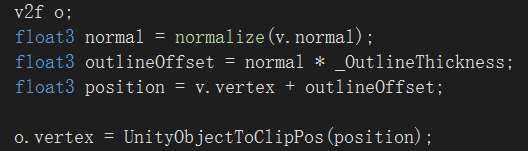 v2f o;
float3 normal = normalize(v.normal);
float3 outlineOffset = normal * _OutlineThickness;
float3 position = v.vertex + outlineOffset;
o.vertex = UnityObjectToClipPos(position);